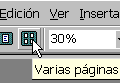 Edición Ver Inserta
30%
Varias páginas